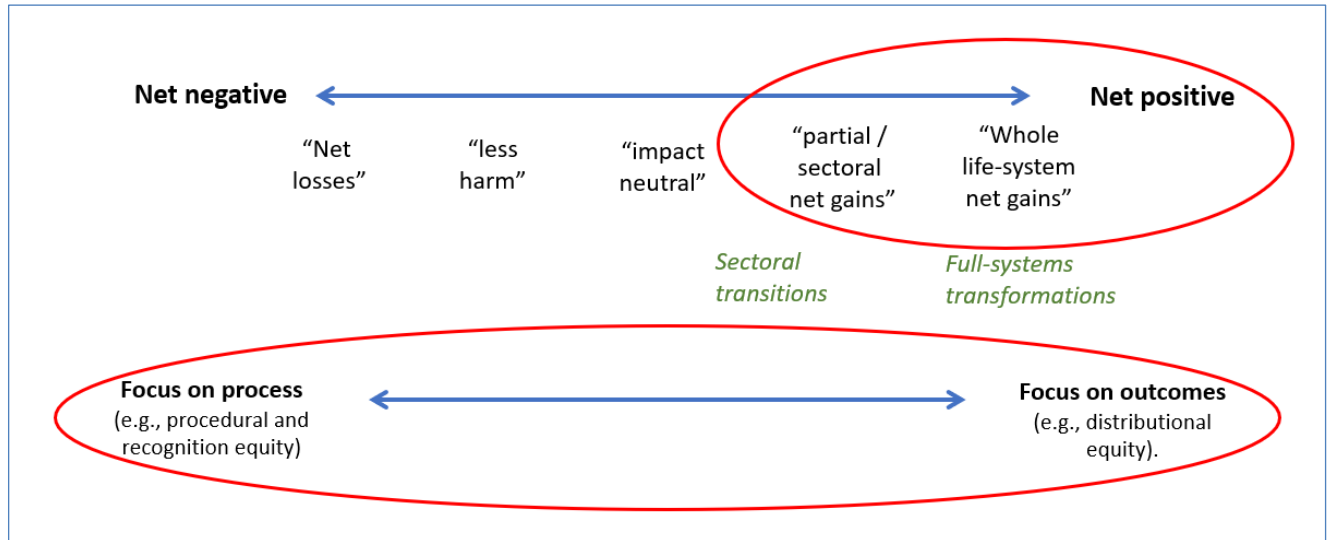 Net negative
Net positive
“Net
losses”
“less
harm”
“impact
neutral”
“partial /
sectoral
net gains”
“Whole
life-system
net gains”
Sectoral
transitions
Full-systems
transformations
Focus on process
(e.g., procedural and
recognition equity)
Focus on outcomes
(e.g., distributional
equity).